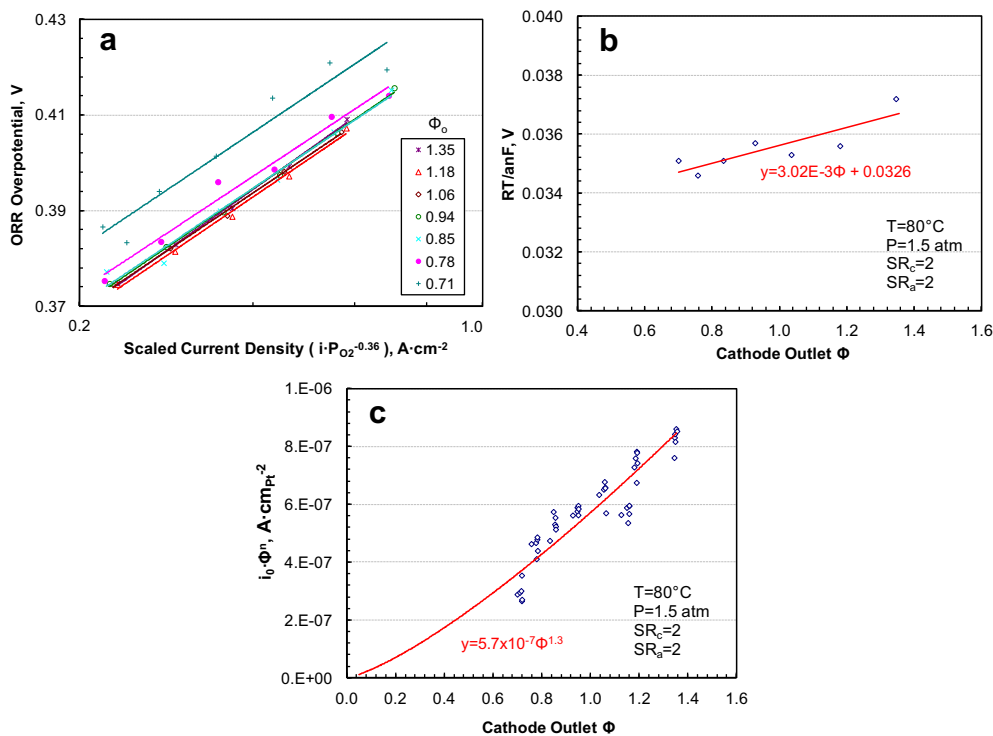 a
0.43
0.41
0.39
0.37
ORR Overpotential, V
Φo
1.35
1.18
1.06
0.94
0.85
0.78
0.71
0.2
1.0
Scaled Current Density ( i·PO2^-0.36 ), A·cm^-2
b
0.040
0.038
0.036
0.034
0.032
0.030
RT/anF, V
y=3.02E-3Φ + 0.0326
T=80°C
P=1.5 atm
SRc=2
SRa=2
0.4 0.6 0.8 1.0 1.2 1.4 1.6
Cathode Outlet Φ
c
1.E-06
8.E-07
6.E-07
4.E-07
2.E-07
0.E+00
i0·Φ^n, A·cmPt^-2
y=5.7x10^-7Φ^1.3
T=80°C
P=1.5 atm
SRc=2
SRa=2
0.0 0.2 0.4 0.6 0.8 1.0 1.2 1.4 1.6
Cathode Outlet Φ